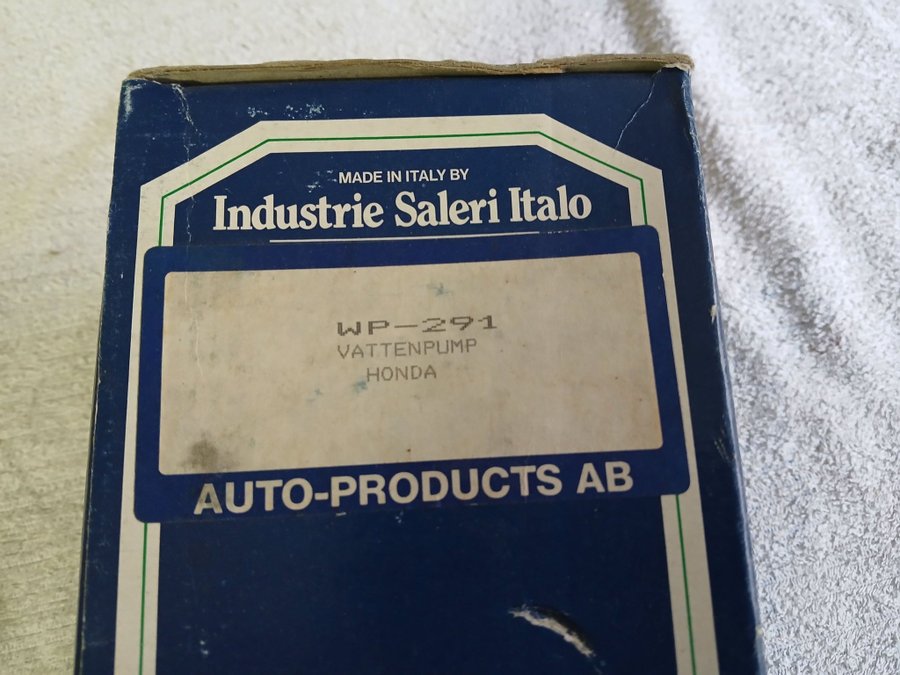 MADE IN ITALY BY
Industrie Saleri Italo
WP-291
VATTENPUMP
HONDA
AUTO-PRODUCTS AB